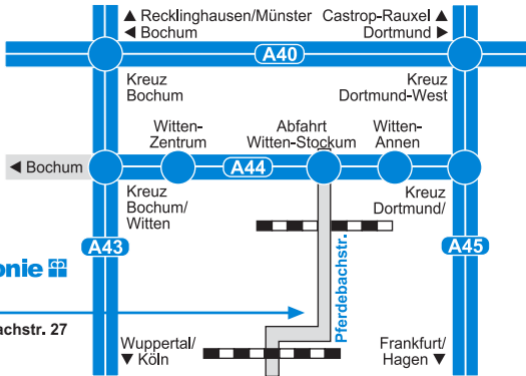 ▲ Recklinghausen/Münster
◀ Bochum
Castrop-Rauxel ▲
Dortmund ▶
A40
Kreuz
Bochum
Kreuz
Dortmund-West
Witten-
Zentrum
Abfahrt
Witten-Stockum
Witten-
Annen
◀ Bochum
A44
Kreuz
Bochum/
Witten
Kreuz
Dortmund/
A43
A45
Pferdebachstr.
onie
achstr. 27
Wuppertal/
▼ Köln
Frankfurt/
Hagen ▼